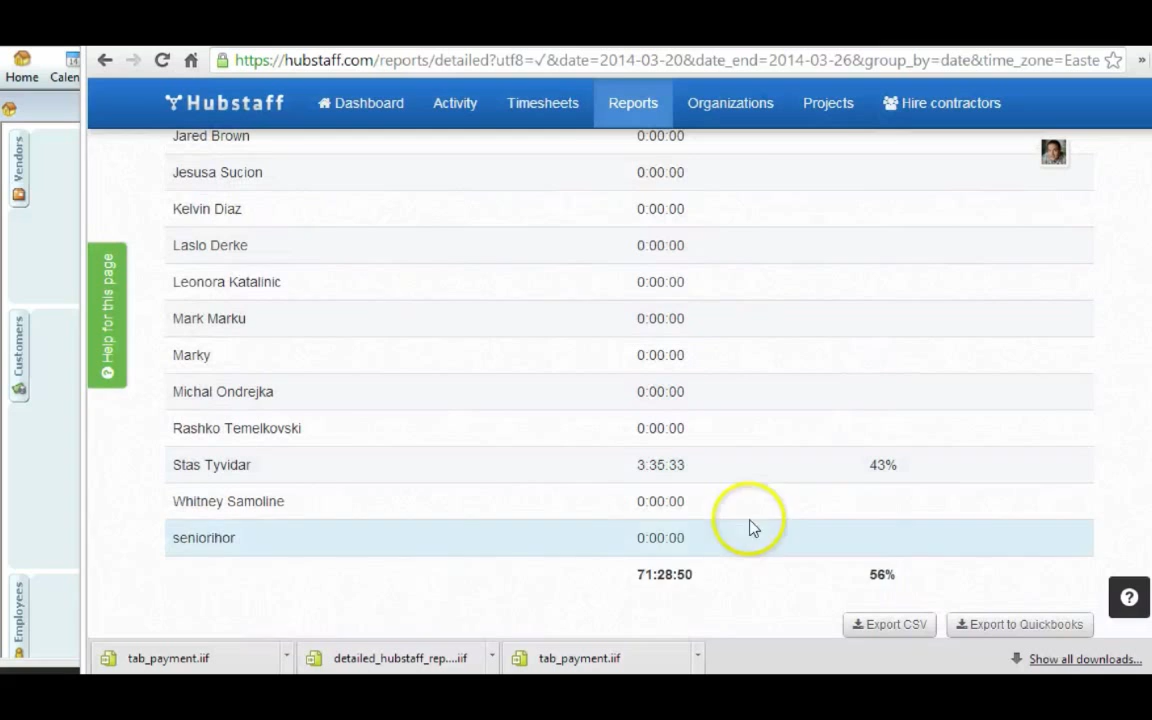 https://hubstaff.com/reports/detailed?utf8=√&date=2014-03-20&date_end=2014-03-26&group_by=date&time_zone=Easte
Home Calen
Hubstaff Dashboard Activity Timesheets Reports Organizations Projects Hire contractors
Vendors
Customers
Employees
Help for this page
Jared Brown 0:00:00
Jesusa Sucion 0:00:00
Kelvin Diaz 0:00:00
Laslo Derke 0:00:00
Leonora Katalinic 0:00:00
Mark Marku 0:00:00
Marky 0:00:00
Michal Ondrejka 0:00:00
Rashko Temelkovski 0:00:00
Stas Tyvidar 3:35:33 43%
Whitney Samoline 0:00:00
seniorihor 0:00:00
71:28:50 56%
Export CSV Export to Quickbooks
tab_payment.iif detailed_hubstaff_rep....iif tab_payment.iif Show all downloads...